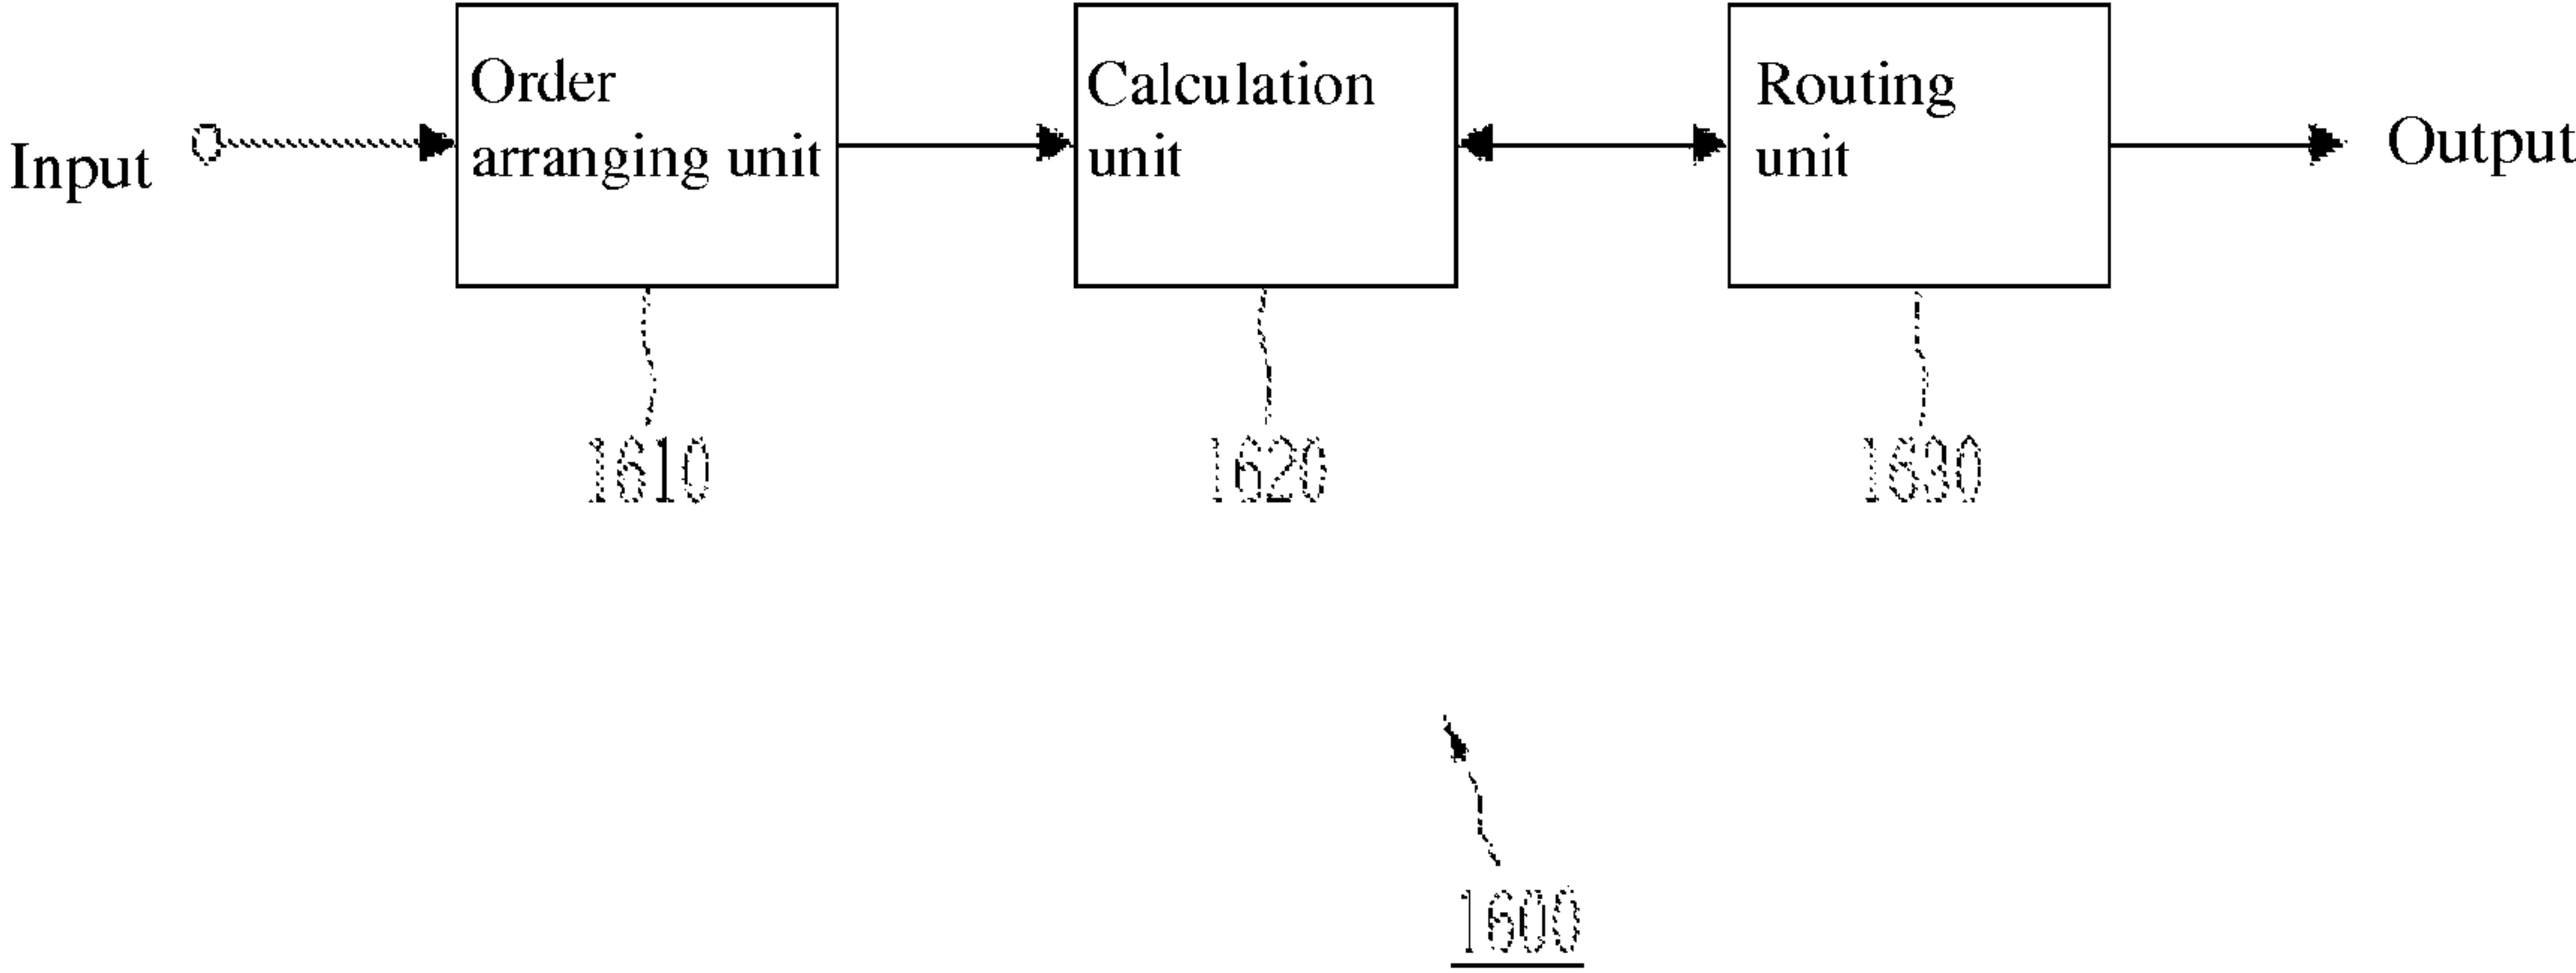 Input
Order
arranging unit
Calculation
unit
Routing
unit
Output
1610
1620
1630
1600